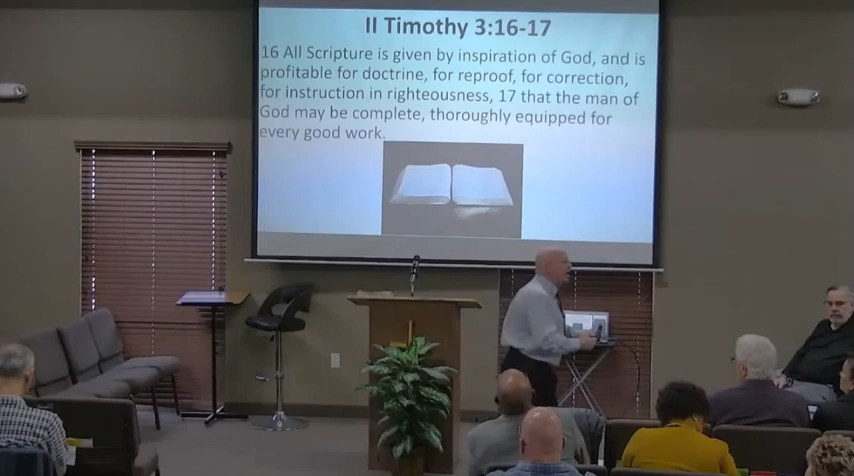 II Timothy 3:16-17
16 All Scripture is given by inspiration of God, and is
profitable for doctrine, for reproof, for correction,
for instruction in righteousness, 17 that the man of
God may be complete, thoroughly equipped for
every good work.